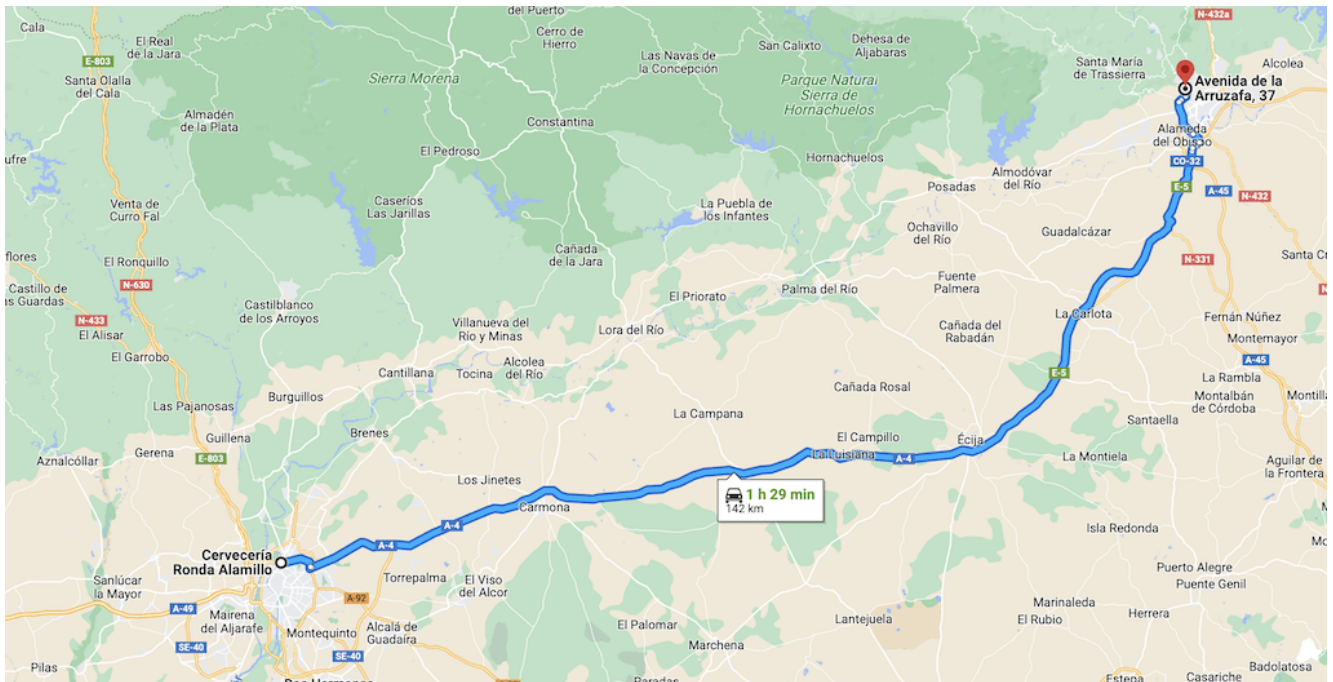 del Puerto
N-432a
Cala
El Real
de la Jara
Cerro de
Hierro
San Calixto
Dehesa de
Aljabaras
E-803
Las Navas de
la Concepción
Santa María
de Trassierra
Alcolea
Santa Olalla
del Cala
Sierra Morena
Parque Natural
Sierra de
Hornachuelos
Avenida de la
Arruzafa, 37
Almadén
de la Plata
Constantina
Alameda
del Obispo
El Pedroso
Hornachuelos
CO-32
ufre
Almodóvar
del Río
Posadas
E-5
A-45
N-432
Venta de
Curro Fal
Caseríos
Las Jarillas
La Puebla de
los Infantes
Ochavillo
del Río
Guadalcázar
Cañada
de la Jara
flores
El Ronquillo
N-331
Santa C
Castillo de
as Guardas
N-630
Fuente
Palmera
Castilblanco
de los Arroyos
El Priorato
Palma del Río
N-433
El Alisar
Villanueva del
Río y Minas
Lora del Río
La Carlota
Fernán Núñez
Cañada del
Rabadán
Montemayor
El Garrobo
Alcolea
del Río
A-45
Cantillana
Tocina
E-5
La Rambla
Cañada Rosal
Burguillos
Montalbán
de Córdoba
Montilla
Las Pajanosas
La Campana
Santaella
Guillena
Brenes
El Campillo
Écija
Gerena
E-803
La Luisiana
A-4
La Montiela
Aznalcóllar
Aguilar de
la Frontera
Los Jinetes
1 h 29 min
142 km
Carmona
A-4
Isla Redonda
A-4
Cervecería
Ronda Alamillo
Puerto Alegre
Sanlúcar
la Mayor
Torrepalma
El Viso
del Alcor
Puente Genil
A-92
Marinaleda
A-49
Mairena
del Aljarafe
El Rubio
Herrera
Lantejuela
Montequinto
Alcalá de
Guadaíra
El Palomar
SE-40
SE-40
Marchena
Pilas
Badolatosa
Paradas
Estepa
Casariche